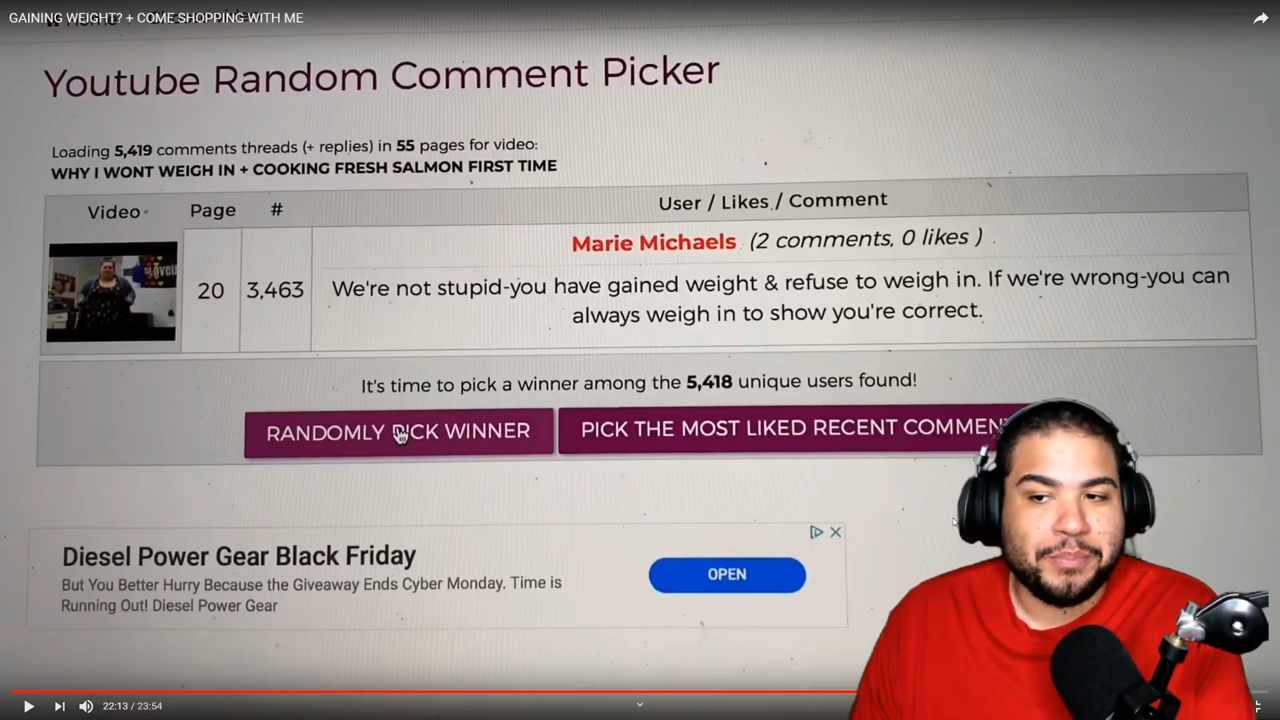 GAINING WEIGHT? + COME SHOPPING WITH ME
Youtube Random Comment Picker
Loading 5,419 comments threads (+ replies) in 55 pages for video:
WHY I WONT WEIGH IN + COOKING FRESH SALMON FIRST TIME
Video Page # User / Likes / Comment
Marie Michaels (2 comments, 0 likes )
20 3,463 We're not stupid-you have gained weight & refuse to weigh in. If we're wrong-you can
always weigh in to show you're correct.
It's time to pick a winner among the 5,418 unique users found!
RANDOMLY PICK WINNER PICK THE MOST LIKED RECENT COMMEN
Diesel Power Gear Black Friday
But You Better Hurry Because the Giveaway Ends Cyber Monday. Time is
Running Out! Diesel Power Gear
OPEN
22:13 / 23:54